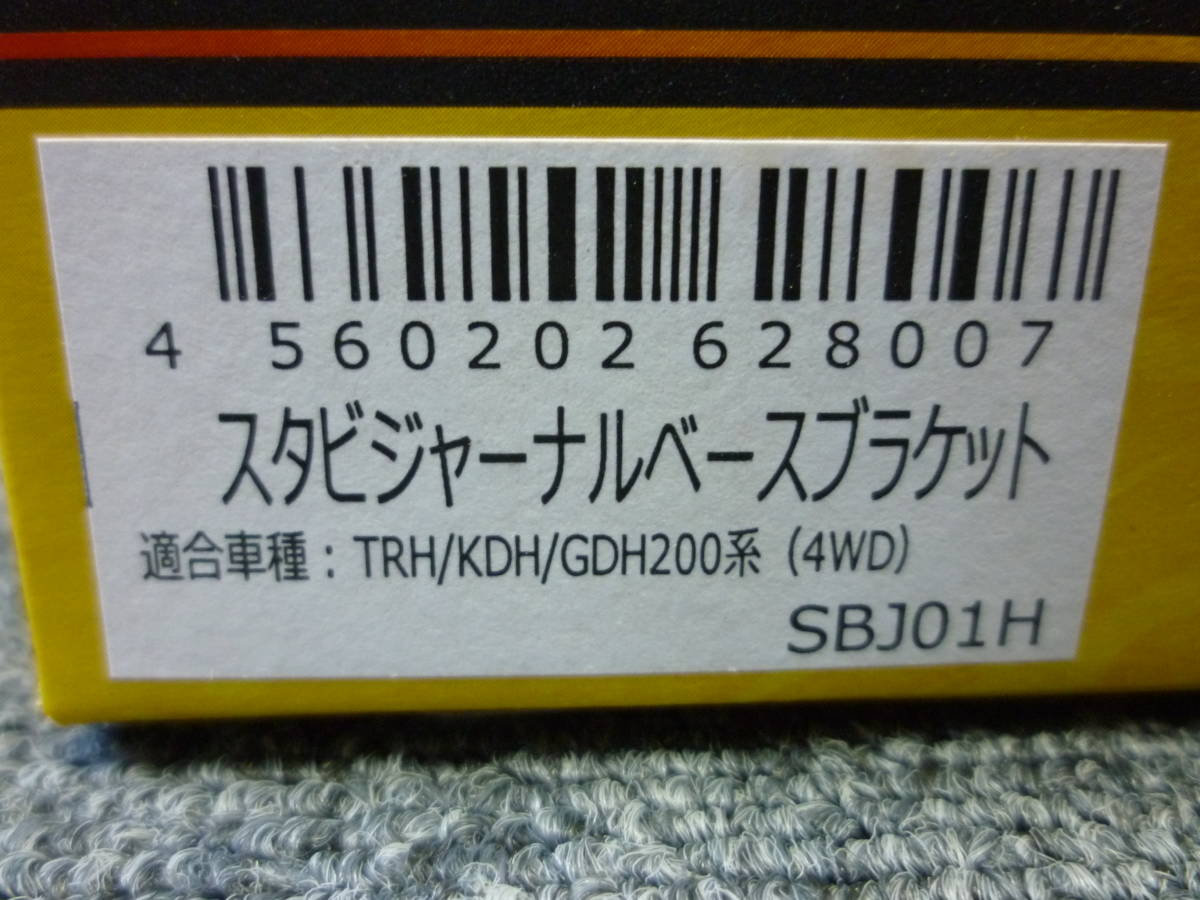 4 560202 628007
スタビジャーナルベースブラケット
適合車種：TRH/KDH/GDH200系（4WD）
SBJ01H